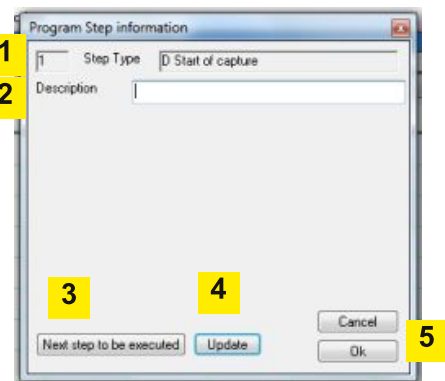 Program Step information
1
1 Step Type D Start of capture
2
Description
3
4
Cancel
5
Next step to be executed Update Ok